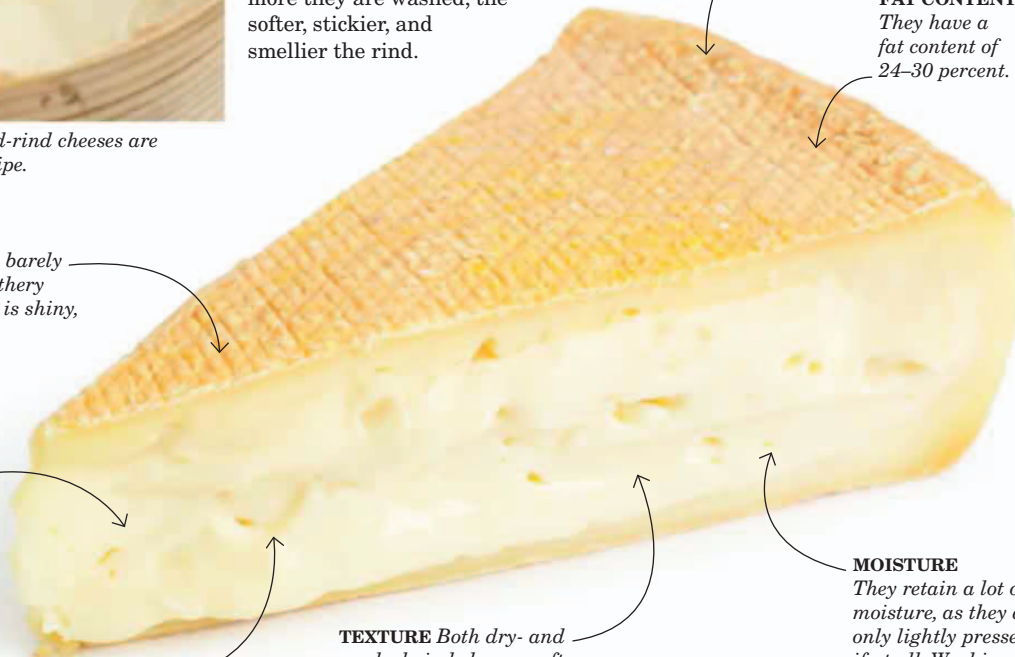 more they are washed, the
softer, stickier, and
smellier the rind.
FAT CONTENT
They have a
fat content of
24–30 percent.
d-rind cheeses are
ipe.
barely
thery
is shiny,
MOISTURE
They retain a lot o
moisture, as they
only lightly presse
TEXTURE Both dry- and